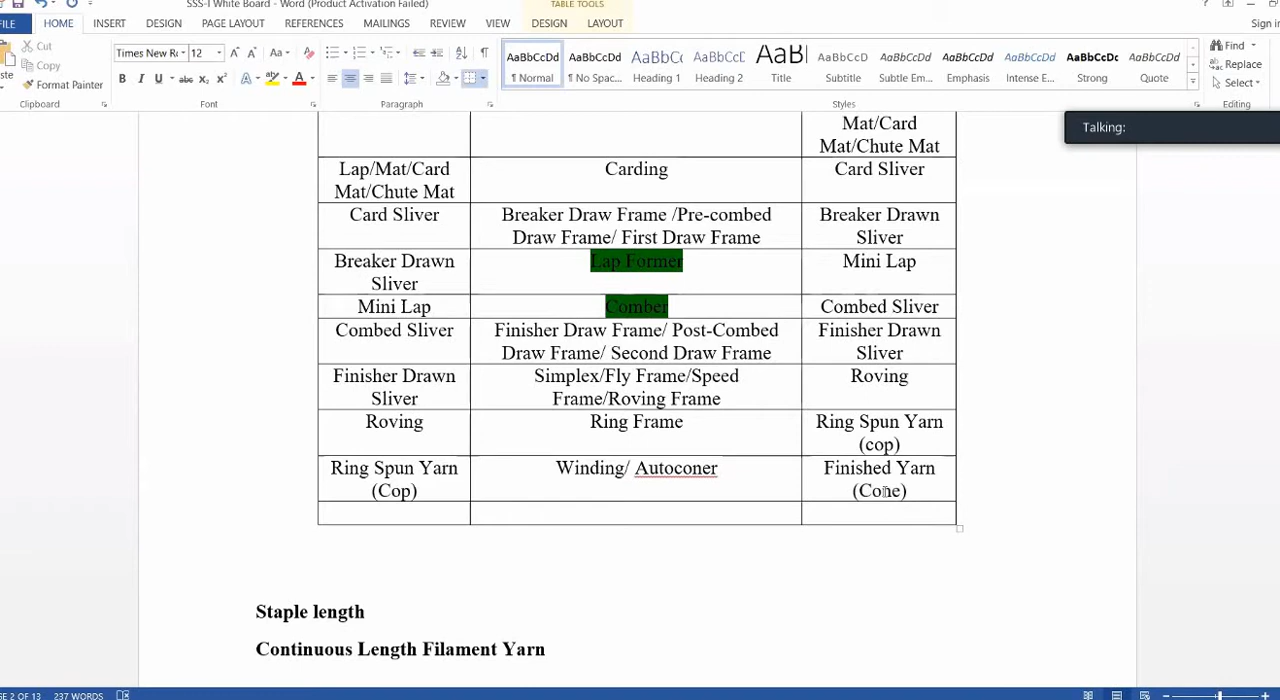 SSS-I White Board - Word (Product Activation Failed)
TABLE TOOLS
FILE HOME INSERT DESIGN PAGE LAYOUT REFERENCES MAILINGS REVIEW VIEW DESIGN LAYOUT
Sign in
Cut
Copy
Format Painter
Clipboard
Times New Ro 12
Font
Paragraph
AaBbCcDd AaBbCcDd AaBbCc AaBbCcD AaB AaBbCcD AaBbCcDd AaBbCcDd AaBbCcDd AaBbCcDc AaBbCcDd
¶ Normal ¶ No Spac... Heading 1 Heading 2 Title Subtitle Subtle Em... Emphasis Intense E... Strong Quote
Styles
Find
Replace
Select
Editing
Talking:
Mat/Card
Mat/Chute Mat
Lap/Mat/Card Carding Card Sliver
Mat/Chute Mat
Card Sliver Breaker Draw Frame /Pre-combed Breaker Drawn
Draw Frame/ First Draw Frame Sliver
Breaker Drawn Lap Former Mini Lap
Sliver
Mini Lap Comber Combed Sliver
Combed Sliver Finisher Draw Frame/ Post-Combed Finisher Drawn
Draw Frame/ Second Draw Frame Sliver
Finisher Drawn Simplex/Fly Frame/Speed Roving
Sliver Frame/Roving Frame
Roving Ring Frame Ring Spun Yarn
(cop)
Ring Spun Yarn Winding/ Autoconer Finished Yarn
(Cop) (Cone)
Staple length
Continuous Length Filament Yarn
2 OF 13 237 WORDS